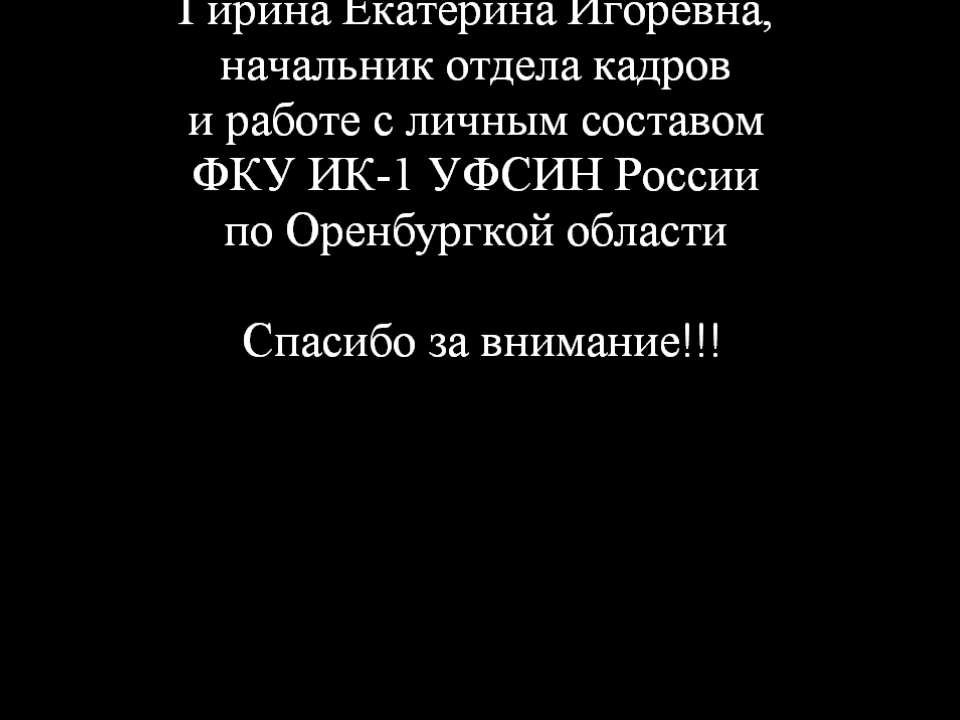 Гирина Екатерина Игоревна,
начальник отдела кадров
и работе с личным составом
ФКУ ИК-1 УФСИН России
по Оренбургкой области
Спасибо за внимание!!!